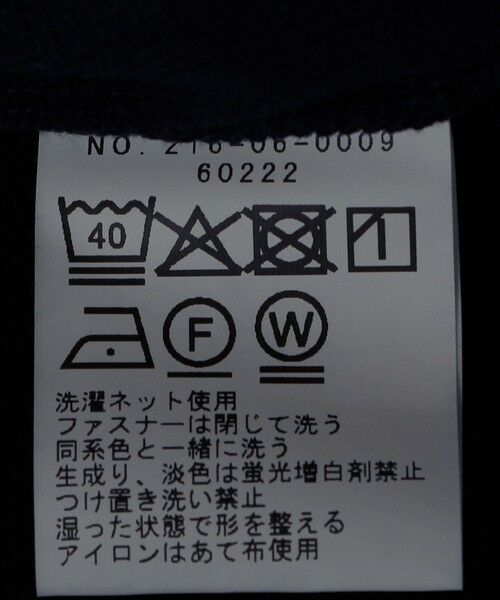 NO. 216-06-0009
60222
40
F W
洗濯ネット使用
ファスナーは閉じて洗う
同系色と一緒に洗う
生成り、淡色は蛍光増白剤禁止
つけ置き洗い禁止
湿った状態で形を整える
アイロンはあて布使用